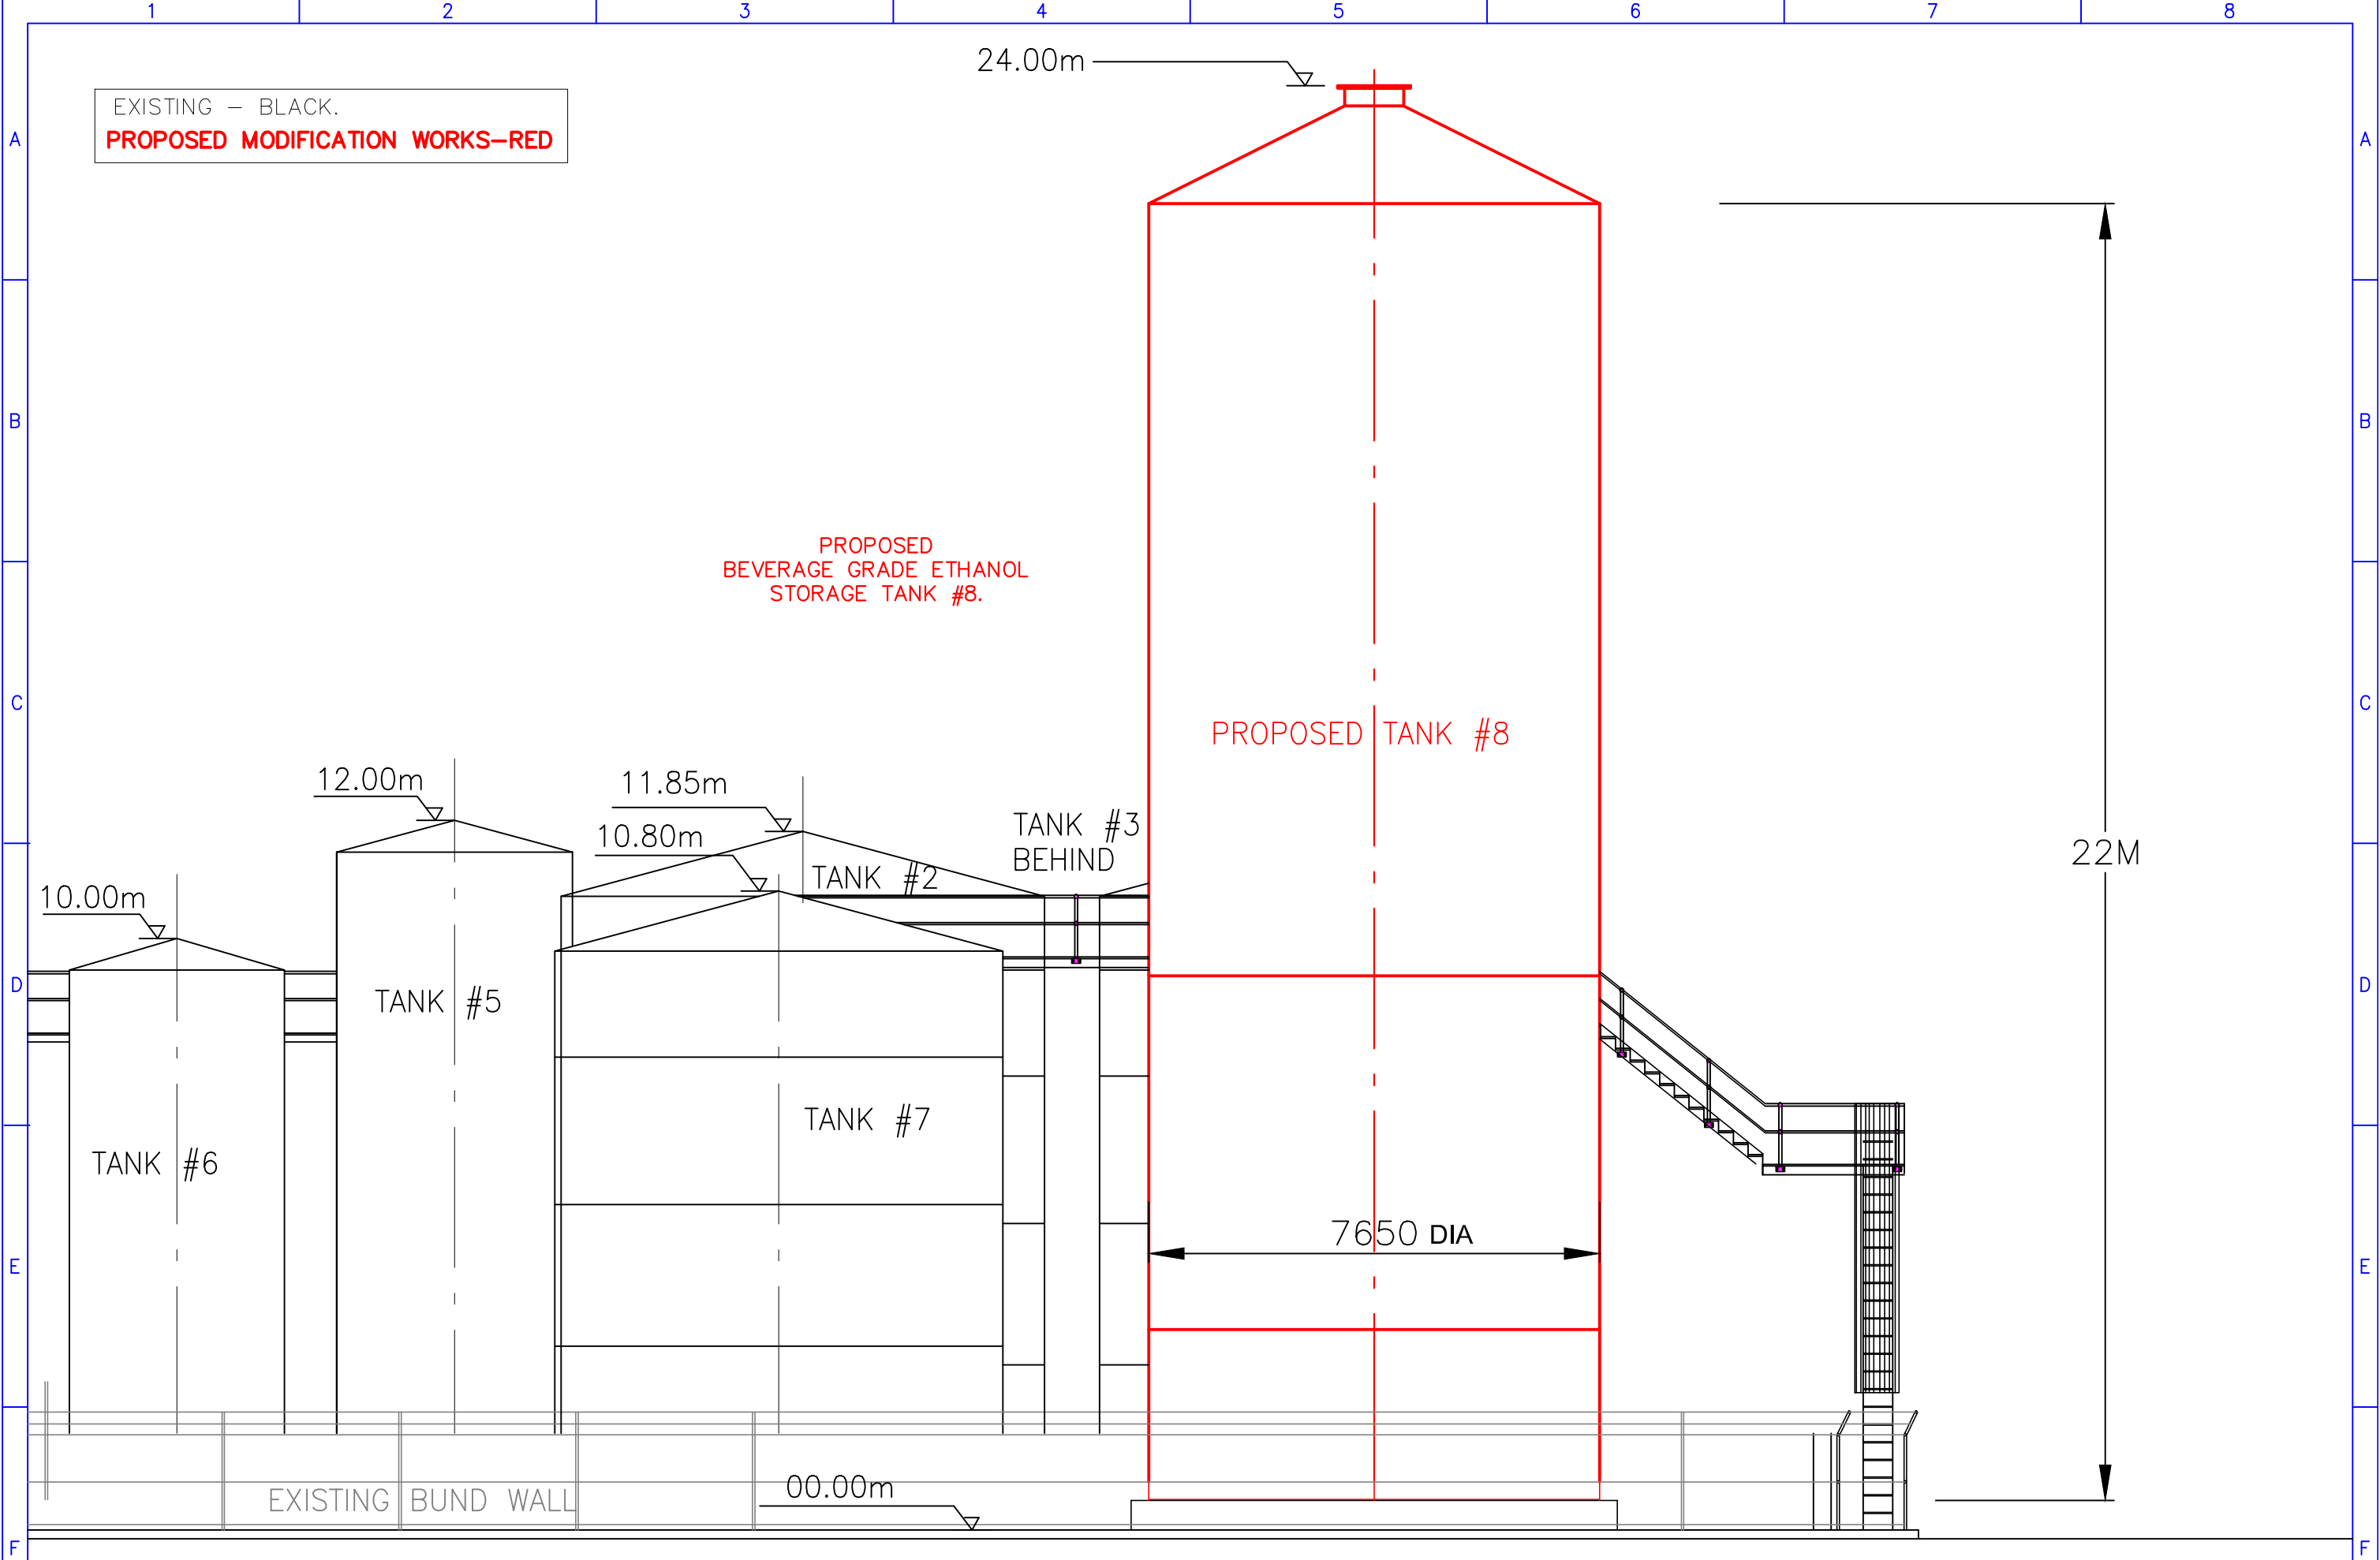 1 2 3 4 5 6 7 8
24.00m
EXISTING - BLACK.
PROPOSED MODIFICATION WORKS-RED
A A
B B
PROPOSED
BEVERAGE GRADE ETHANOL
STORAGE TANK #8.
C C
PROPOSED TANK #8
12.00m
11.85m
10.80m
TANK #3
BEHIND
TANK #2
22M
10.00m
D D
TANK #5
TANK #7
TANK #6
7650 DIA
E E
00.00m
EXISTING BUND WALL
F F